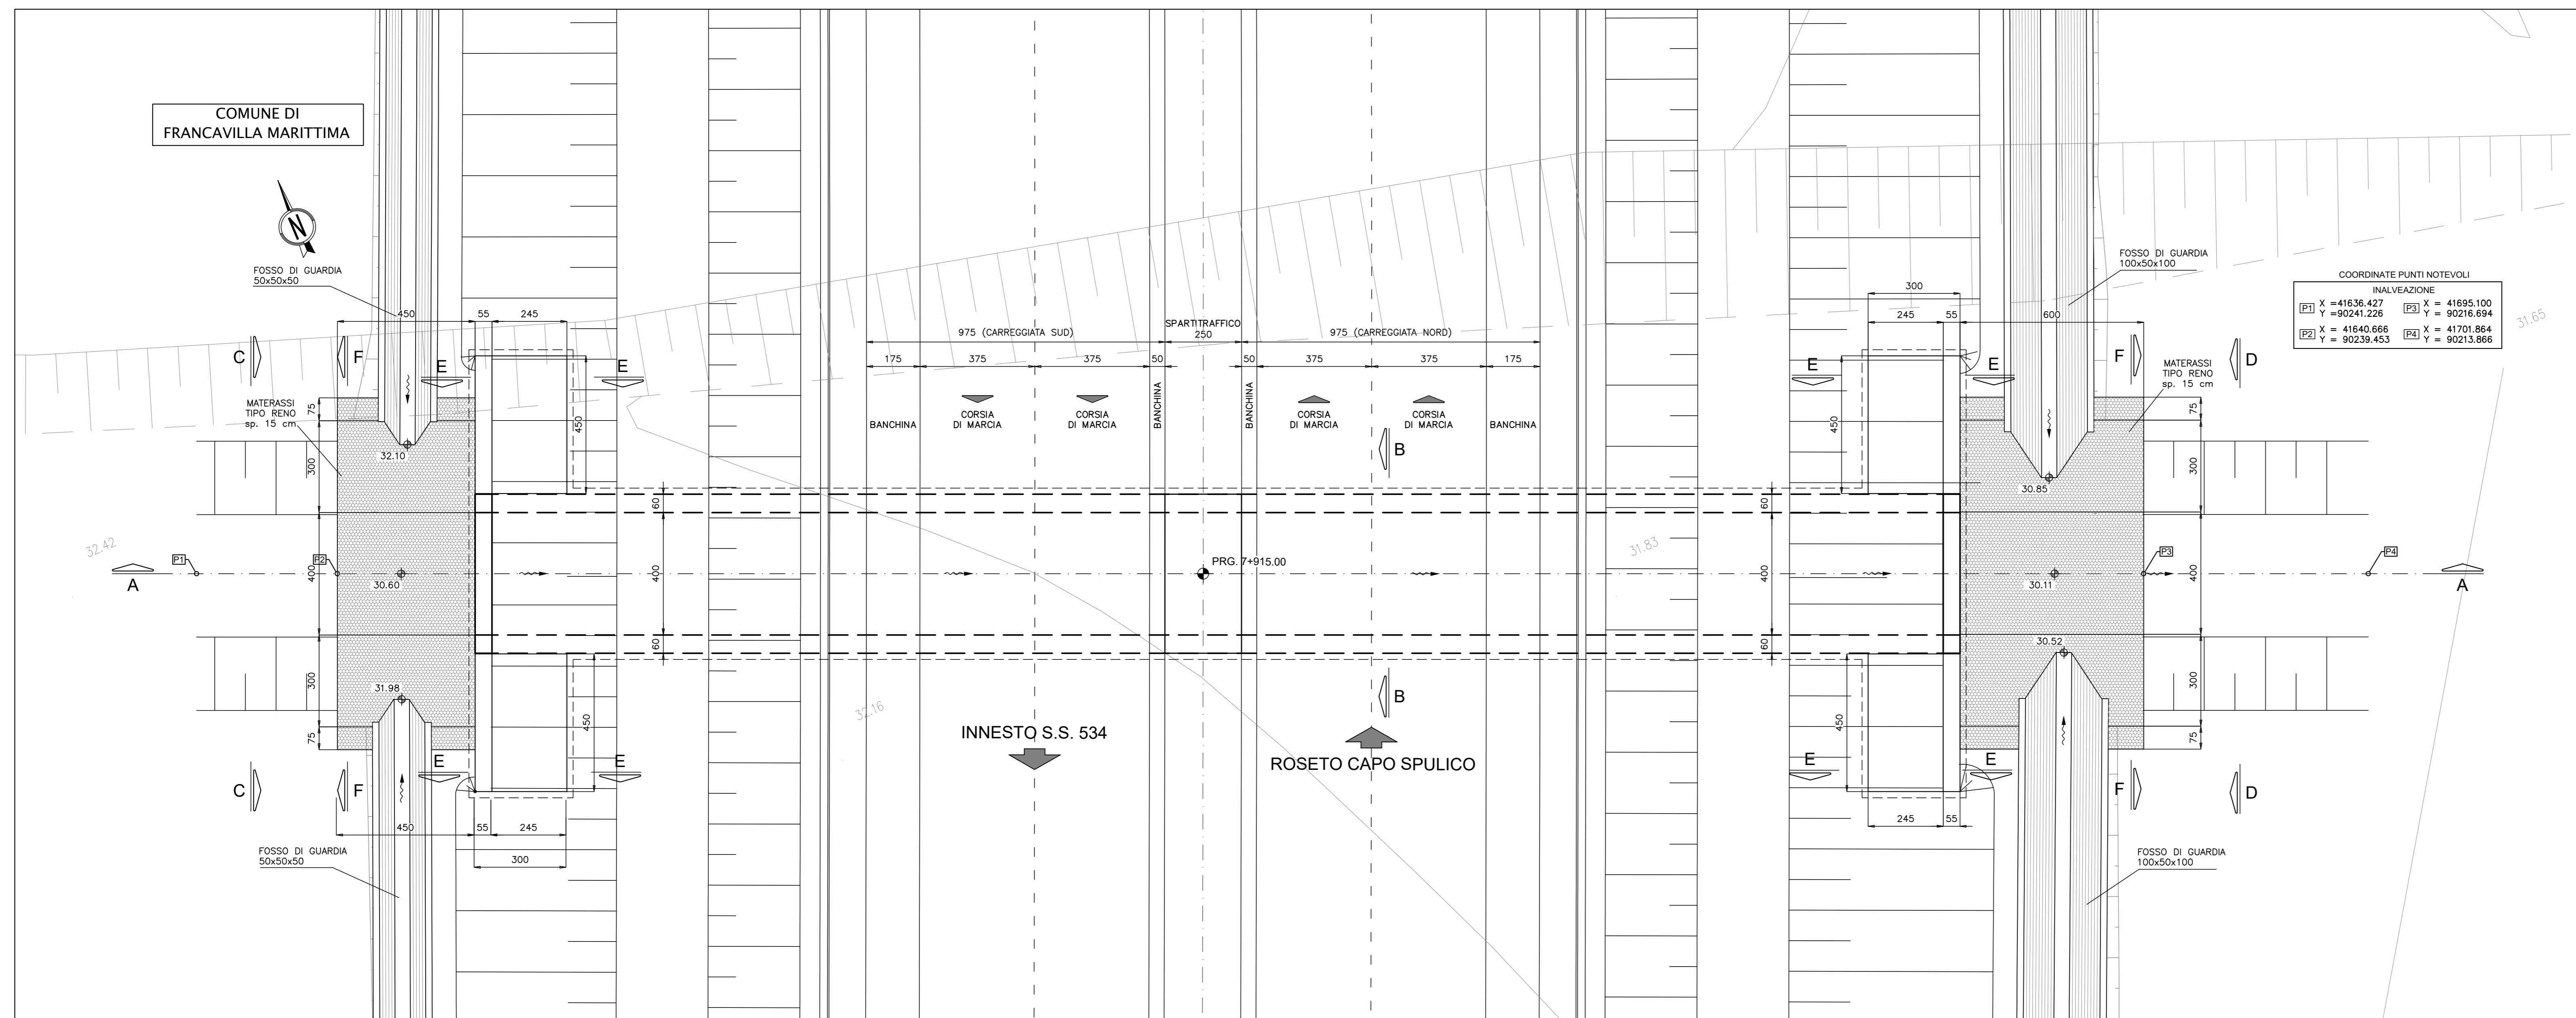 COMUNE DI
FRANCAVILLA MARITTIMA
N
FOSSO DI GUARDIA
50x50x50
450
55
245
C
F
E
E
MATERASSI
TIPO RENO
sp. 15 cm
75
300
400
300
75
450
32.10
32.42
P1
P2
A
30.60
31.98
60
400
60
450
C
F
E
E
450
55
245
300
FOSSO DI GUARDIA
50x50x50
975 (CARREGGIATA SUD)
SPARTITRAFFICO
250
975 (CARREGGIATA NORD)
175
375
375
50
50
375
375
175
BANCHINA
CORSIA
DI MARCIA
CORSIA
DI MARCIA
BANCHINA
BANCHINA
CORSIA
DI MARCIA
CORSIA
DI MARCIA
BANCHINA
B
PRG. 7+915.00
31.83
32.16
B
INNESTO S.S. 534
ROSETO CAPO SPULICO
300
245
55
600
FOSSO DI GUARDIA
100x50x100
COORDINATE PUNTI NOTEVOLI
INALVEAZIONE
P1 X =41636.427 P3 X = 41695.100
Y =90241.226 Y = 90216.694
P2 X = 41640.666 P4 X = 41701.864
Y = 90239.453 Y = 90213.866
31.65
E
E
F
D
MATERASSI
TIPO RENO
sp. 15 cm
450
75
300
400
300
75
30.85
60
400
60
P3
P4
30.11
A
30.52
450
E
E
F
D
245
55
FOSSO DI GUARDIA
100x50x100